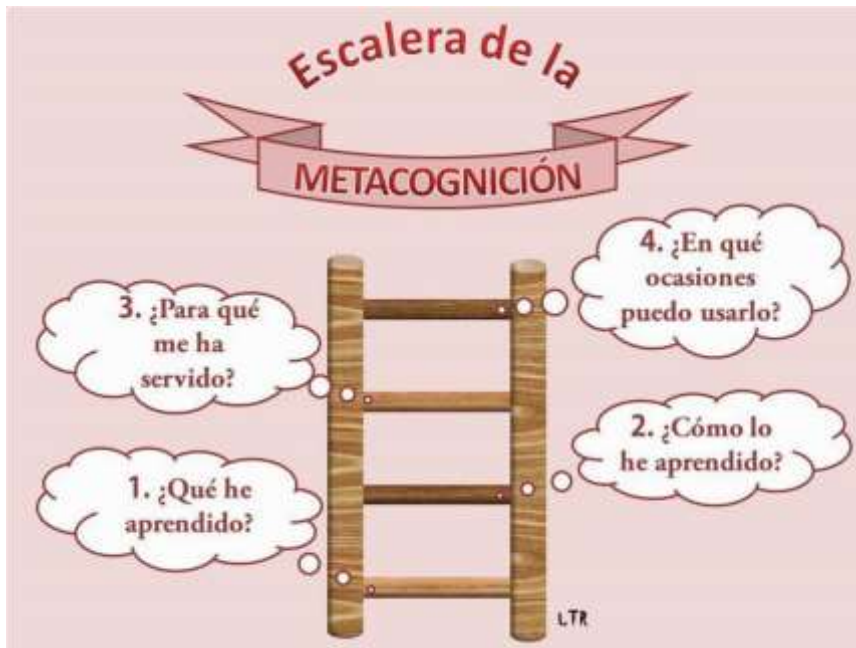 Escalera de la
METACOGNICIÓN
4. ¿En qué
ocasiones
puedo usarlo?
3. ¿Para qué
me ha
servido?
2. ¿Cómo lo
he aprendido?
1. ¿Qué he
aprendido?
LTR